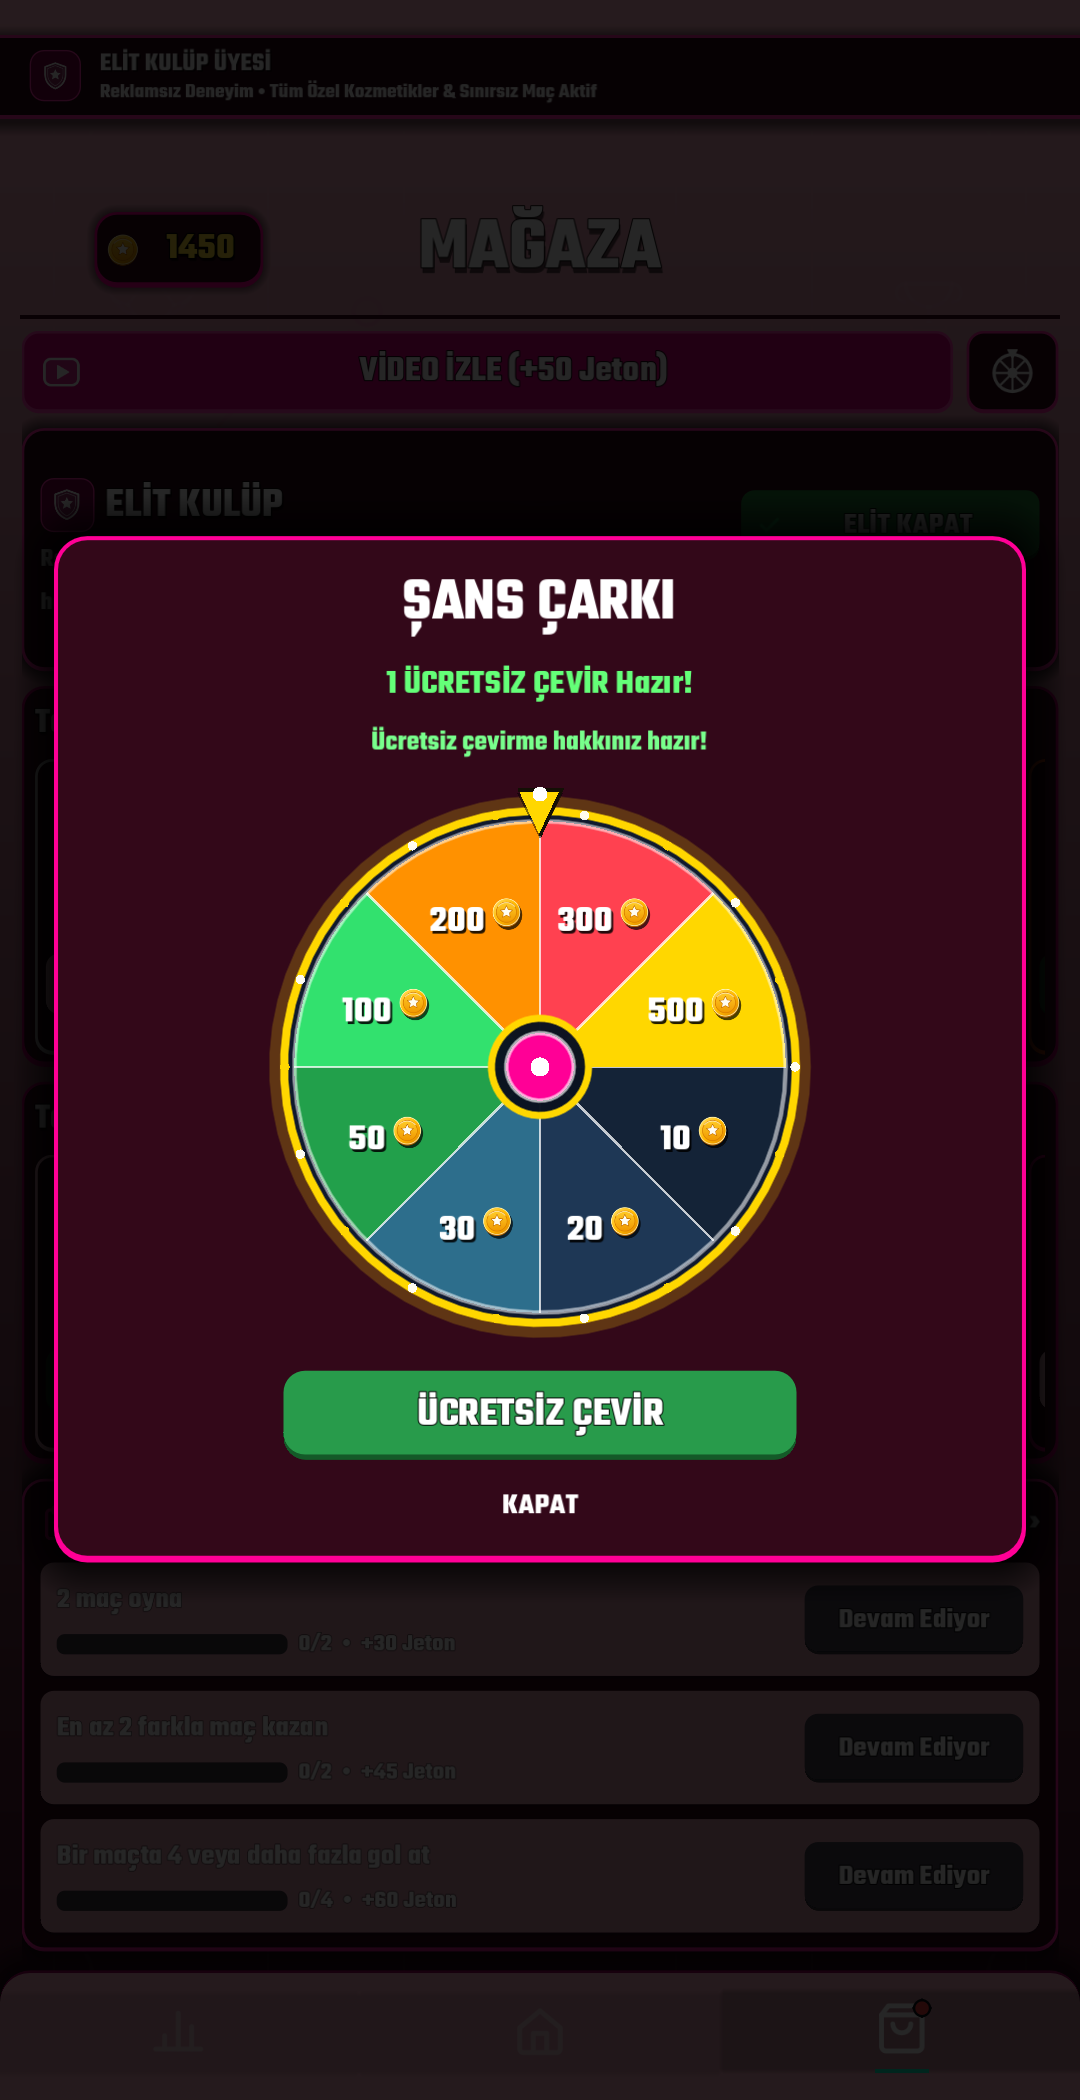 ELİT KULÜP ÜYESİ
Reklamsız Deneyim • Tüm Özel Kozmetikler & Sınırsız Maç Aktif
1450
MAĞAZA
VİDEO İZLE (+50 Jeton)
ELİT KULÜP
ELİT KAPAT
ŞANS ÇARKI
1 ÜCRETSİZ ÇEVİR Hazır!
Ücretsiz çevirme hakkınız hazır!
200
300
100
500
50
10
30
20
ÜCRETSİZ ÇEVİR
KAPAT
2 maç oyna
0/2 • +30 Jeton
Devam Ediyor
En az 2 farkla maç kazan
0/2 • +45 Jeton
Devam Ediyor
Bir maçta 4 veya daha fazla gol at
0/4 • +60 Jeton
Devam Ediyor